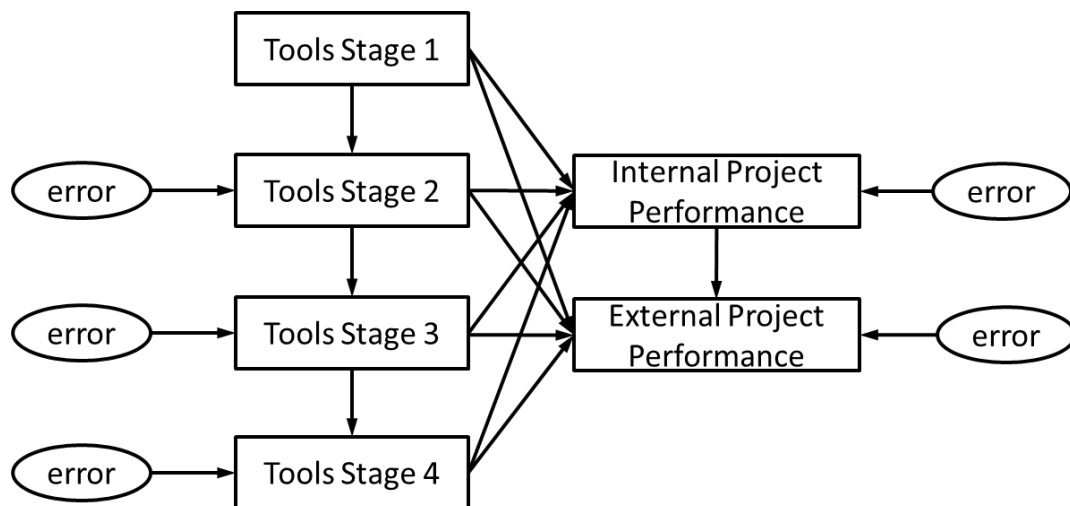 Tools Stage 1
error
Tools Stage 2
Internal Project
Performance
error
error
Tools Stage 3
External Project
Performance
error
error
Tools Stage 4